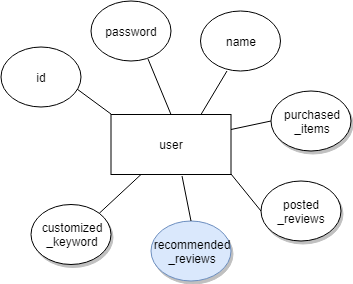 password
name
id
purchased
_items
user
posted
_reviews
customized
_keyword
recommended
_reviews